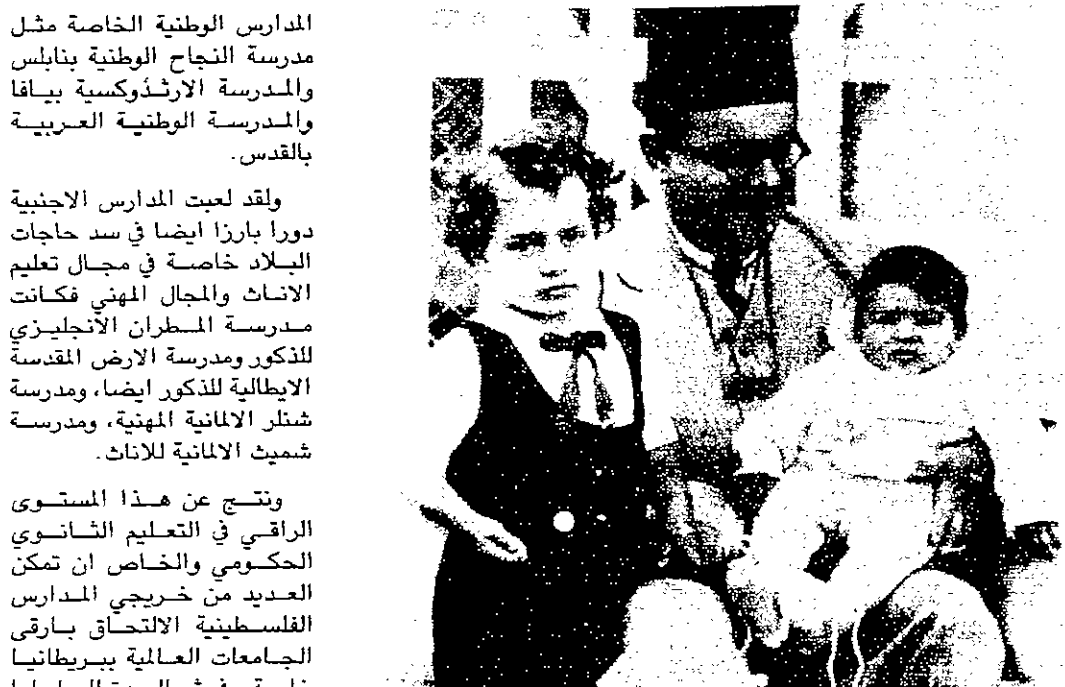 المدارس الوطنية الخاصة مثل
مدرسة النجاح الوطنية بنابلس
والمدرسة الارثذوكسية بيافا
والمدرسة الوطنية العربية
بالقدس.
ولقد لعبت المدارس الاجنبية
دورا بارزا ايضا في سد حاجات
البلاد خاصة في مجال تعليم
الاناث والمجال المهني فكانت
مدرسة المطران الانجليزي
للذكور ومدرسة الارض المقدسة
الايطالية للذكور ايضا، ومدرسة
شنلر الالمانية المهنية، ومدرسة
شميث الالمانية للاناث.
ونتج عن هذا المستوى
الراقي في التعليم الثانوي
الحكومي والخاص ان تمكن
العديد من خريجي المدارس
الفلسطينية الالتحاق بارقى
الجامعات العالمية ببريطانيا